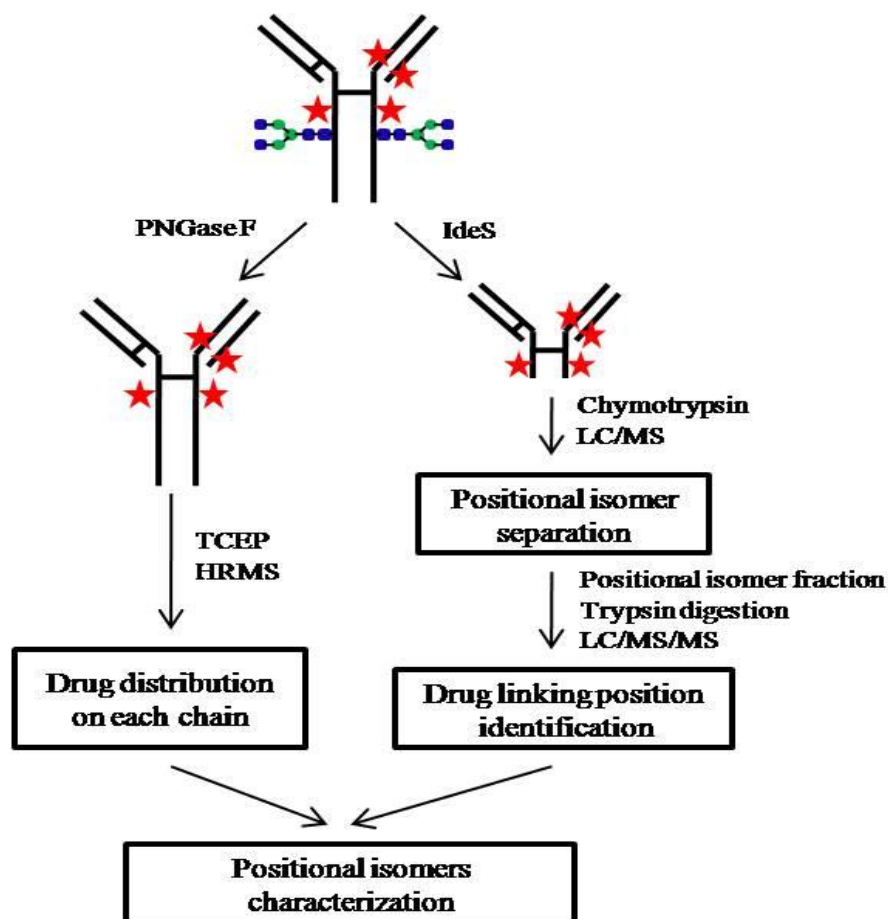 PNGase F
IdeS
Chymotrypsin
LC/MS
Positional isomer
separation
TCEP
HRMS
Positional isomer fraction
Trypsin digestion
LC/MS/MS
Drug distribution
on each chain
Drug linking position
identification
Positional isomers
characterization